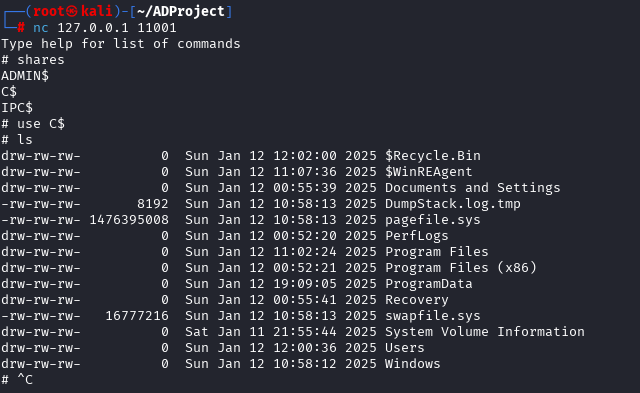 ┌──(root㉿kali)-[~/ADProject]
└─# nc 127.0.0.1 11001
Type help for list of commands
# shares
ADMIN$
C$
IPC$
# use C$
# ls
drw-rw-rw-          0  Sun Jan 12 12:02:00 2025 $Recycle.Bin
drw-rw-rw-          0  Sun Jan 12 11:07:36 2025 $WinREAgent
drw-rw-rw-          0  Sun Jan 12 00:55:39 2025 Documents and Settings
-rw-rw-rw-       8192  Sun Jan 12 10:58:13 2025 DumpStack.log.tmp
-rw-rw-rw- 1476395008  Sun Jan 12 10:58:13 2025 pagefile.sys
drw-rw-rw-          0  Sun Jan 12 00:52:20 2025 PerfLogs
drw-rw-rw-          0  Sun Jan 12 11:02:24 2025 Program Files
drw-rw-rw-          0  Sun Jan 12 00:52:21 2025 Program Files (x86)
drw-rw-rw-          0  Sun Jan 12 19:09:05 2025 ProgramData
drw-rw-rw-          0  Sun Jan 12 00:55:41 2025 Recovery
-rw-rw-rw-   16777216  Sun Jan 12 10:58:13 2025 swapfile.sys
drw-rw-rw-          0  Sat Jan 11 21:55:44 2025 System Volume Information
drw-rw-rw-          0  Sun Jan 12 12:00:36 2025 Users
drw-rw-rw-          0  Sun Jan 12 10:58:12 2025 Windows
# ^C